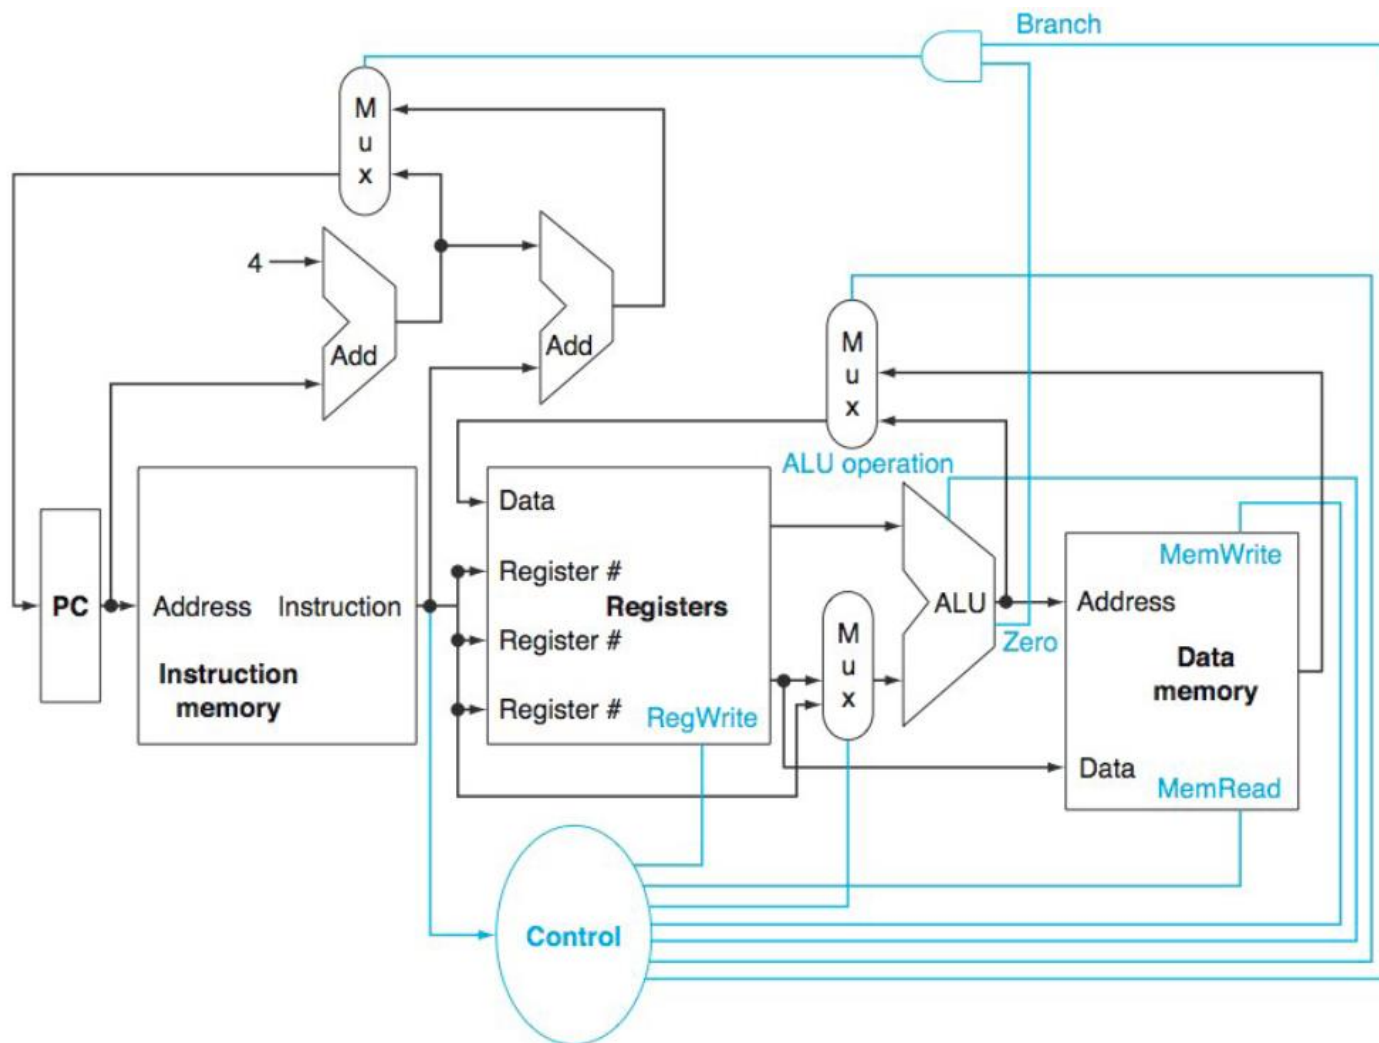 Branch
M
u
x
4
Add
Add
M
u
x
ALU operation
Data
Register #
Registers
Register #
Register #
RegWrite
PC
Address Instruction
Instruction
memory
M
u
x
ALU
Zero
MemWrite
Address
Data
memory
Data
MemRead
Control